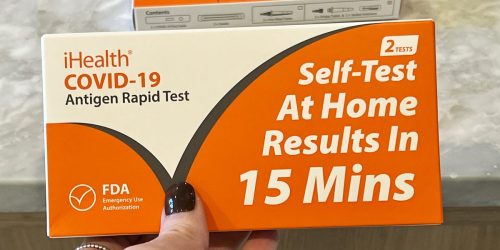 Contents
2 TESTS
iHealth®
COVID-19
Antigen Rapid Test
Self-Test
At Home
Results In
15 Mins
FDA
Emergency Use
Authorization